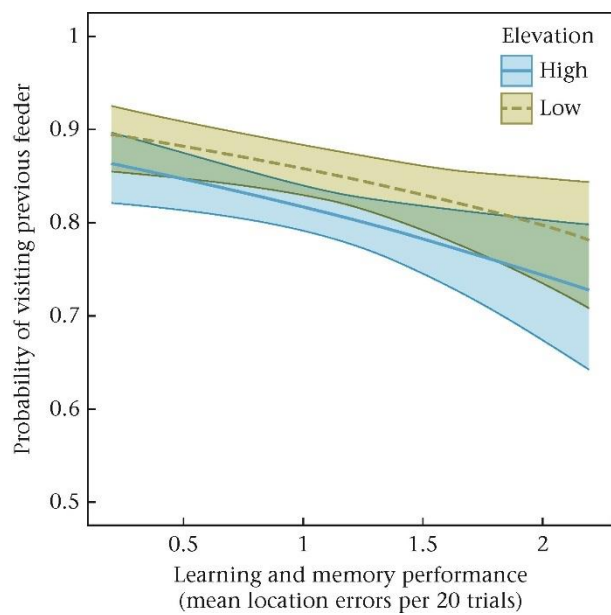 Elevation
High
Low
Probability of visiting previous feeder
1
0.9
0.8
0.7
0.6
0.5
0.5
1
1.5
2
Learning and memory performance
(mean location errors per 20 trials)